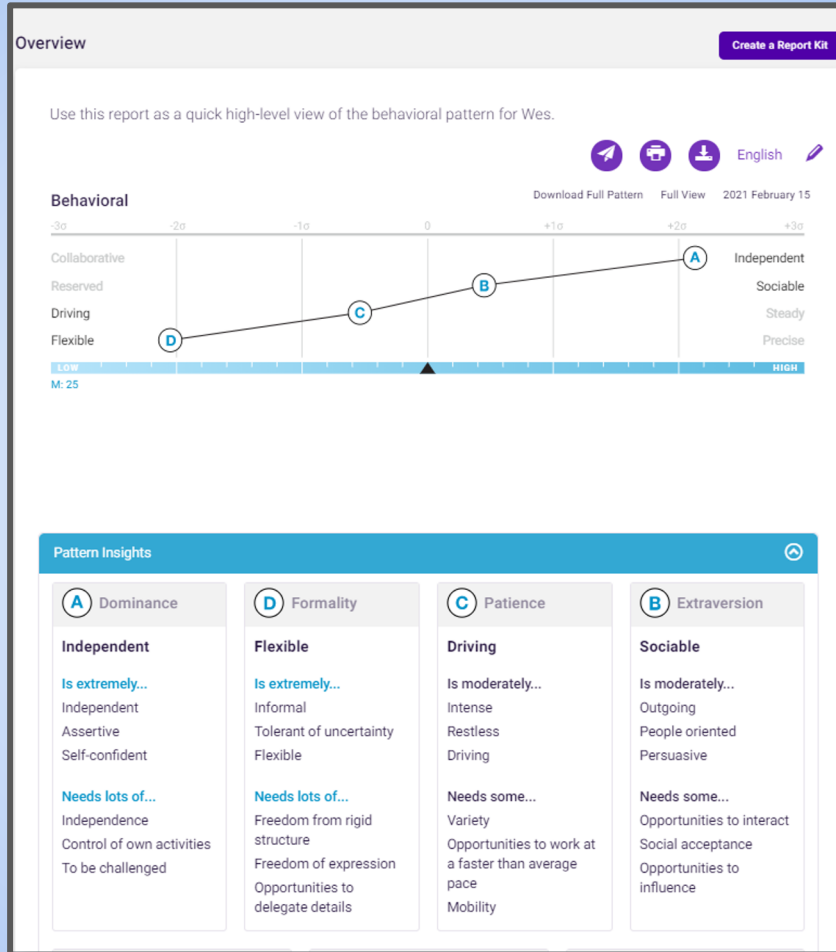 Overview
Create a Report Kit
Use this report as a quick high-level view of the behavioral pattern for Wes.
English
Behavioral
Download Full Pattern Full View 2021 February 15
-3σ -2σ -1σ 0 +1σ +2σ +3σ
Collaborative A Independent
Reserved B Sociable
Driving C Steady
Flexible D Precise
LOW HIGH
M: 25
Pattern Insights
A Dominance
Independent
Is extremely...
Independent
Assertive
Self-confident
Needs lots of...
Independence
Control of own activities
To be challenged
D Formality
Flexible
Is extremely...
Informal
Tolerant of uncertainty
Flexible
Needs lots of...
Freedom from rigid
structure
Freedom of expression
Opportunities to
delegate details
C Patience
Driving
Is moderately...
Intense
Restless
Driving
Needs some...
Variety
Opportunities to work at
a faster than average
pace
Mobility
B Extraversion
Sociable
Is moderately...
Outgoing
People oriented
Persuasive
Needs some...
Opportunities to interact
Social acceptance
Opportunities to
influence